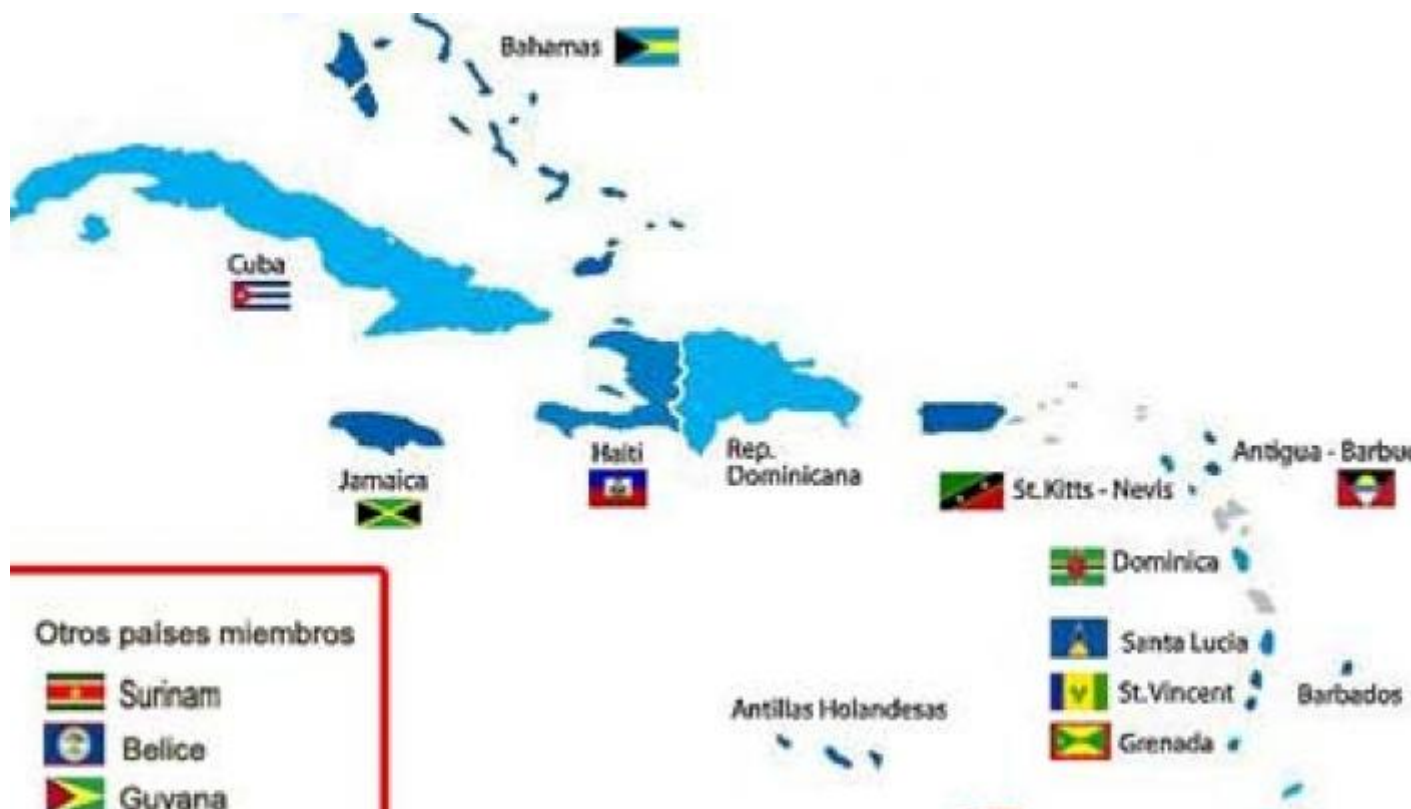 Bahamas
Cuba
Jamaica
Haiti
Rep.
Dominicana
St.Kitts - Nevis
Antigua - Barbu
Dominica
Santa Lucia
St.Vincent
Barbados
Grenada
Antillas Holandesas
Otros países miembros
Surinam
Belice
Guyana